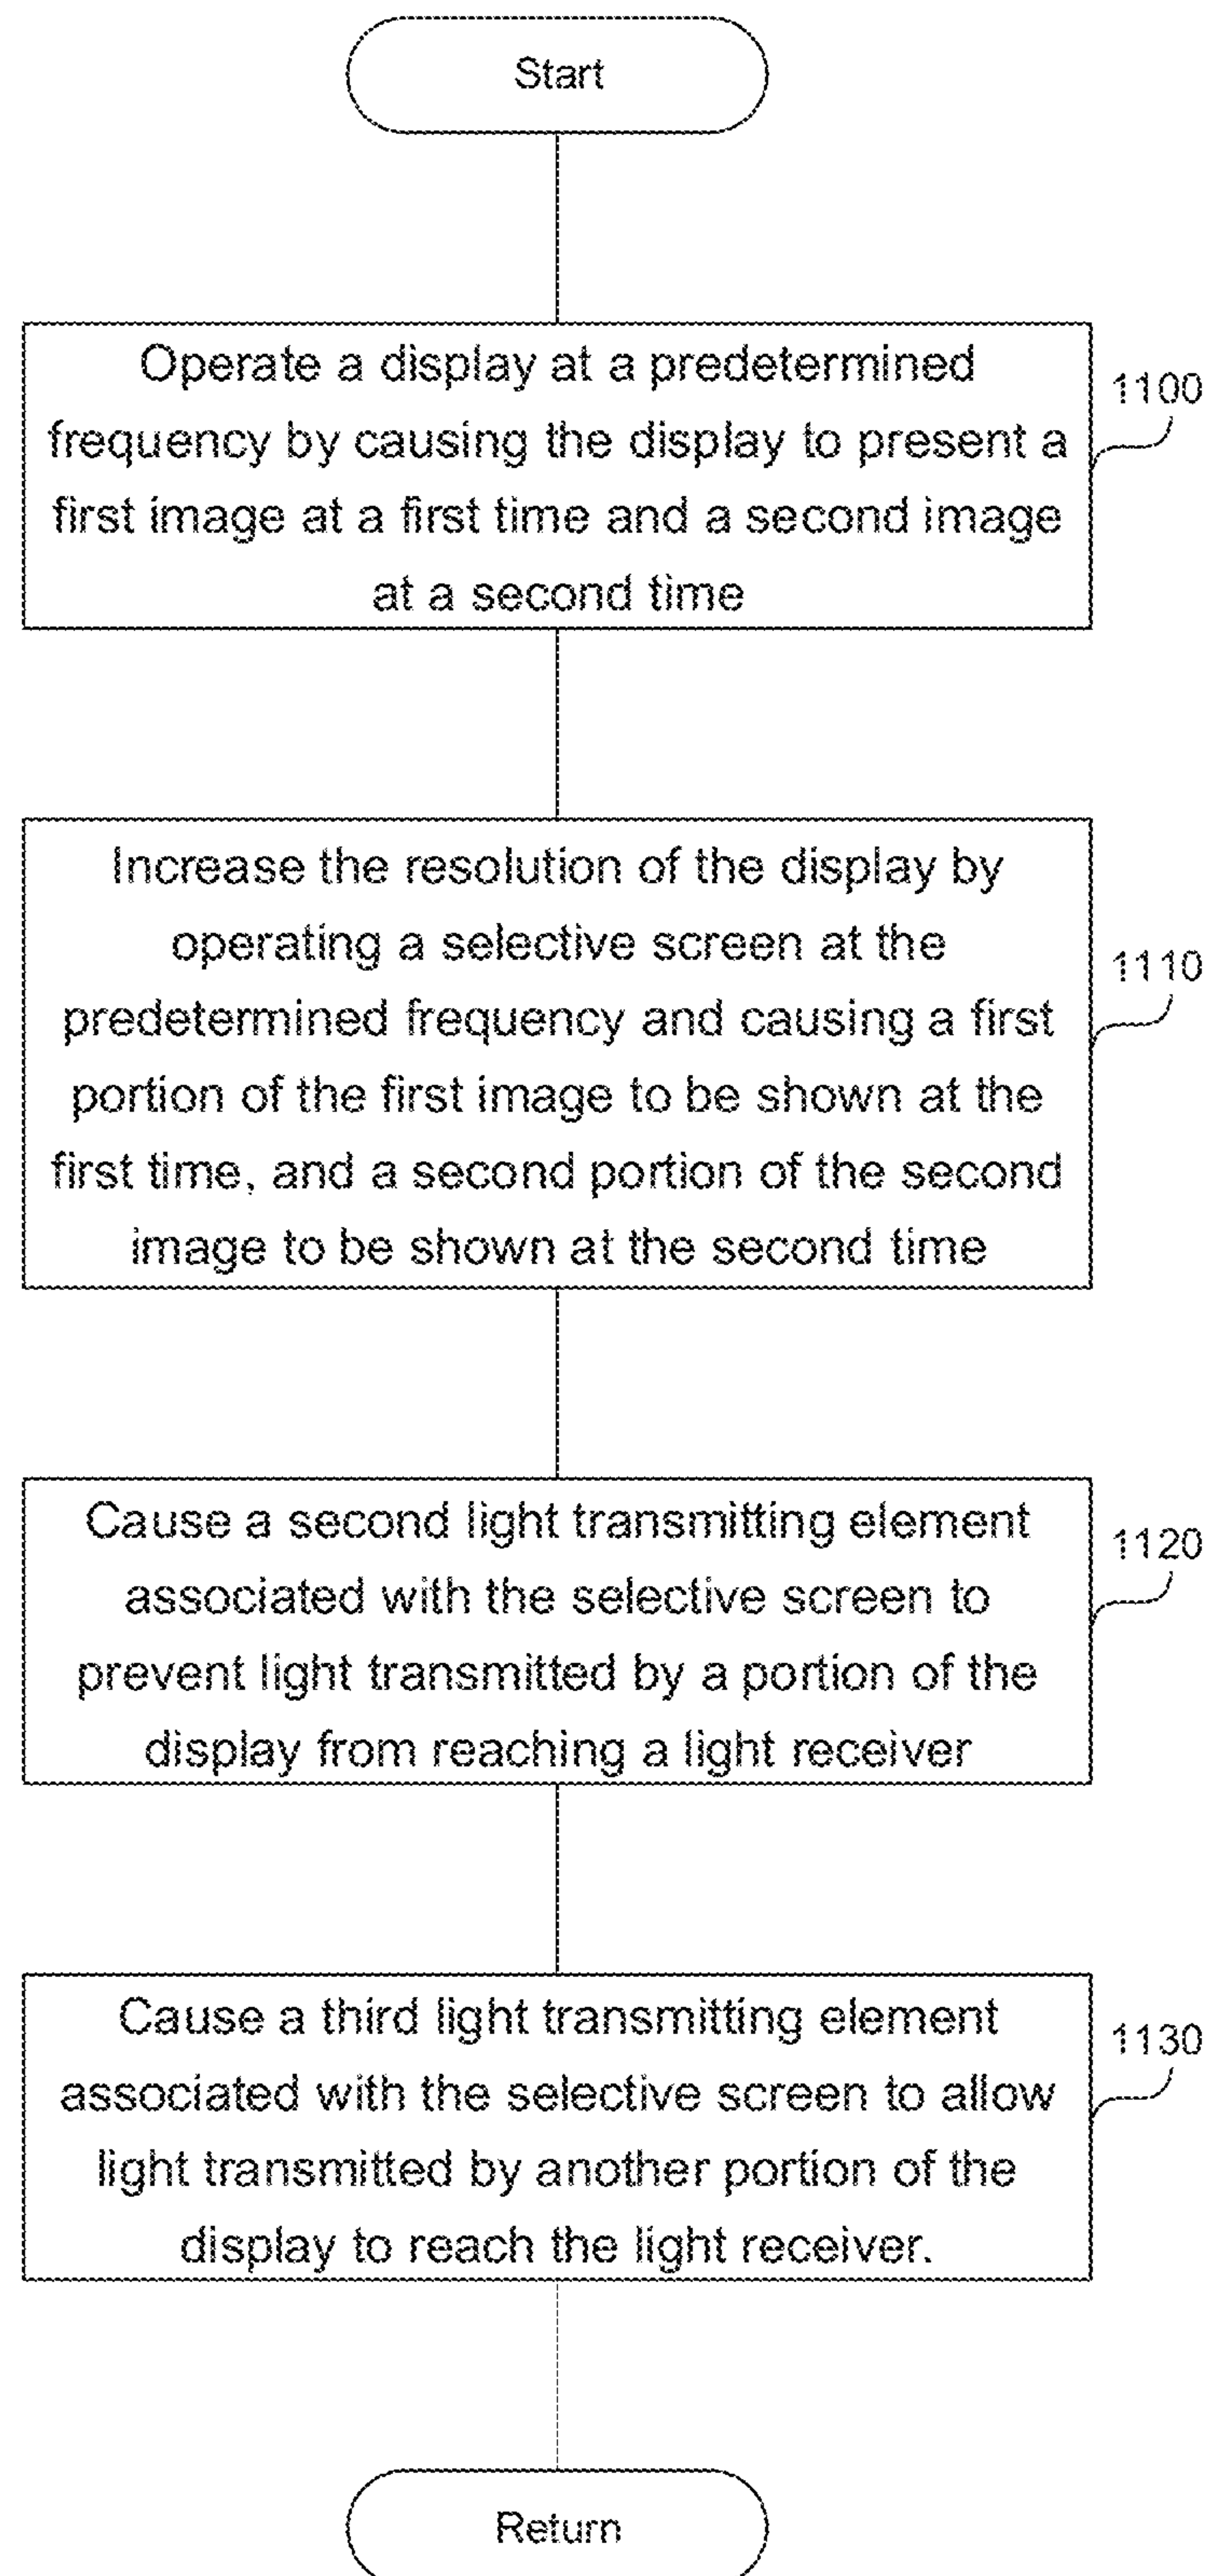 Start
Operate a display at a predetermined
frequency by causing the display to present a
first image at a first time and a second image
at a second time
1100
Increase the resolution of the display by
operating a selective screen at the
predetermined frequency and causing a first
portion of the first image to be shown at the
first time, and a second portion of the second
image to be shown at the second time
1110
Cause a second light transmitting element
associated with the selective screen to
prevent light transmitted by a portion of the
display from reaching a light receiver
1120
Cause a third light transmitting element
associated with the selective screen to allow
light transmitted by another portion of the
display to reach the light receiver.
1130
Return